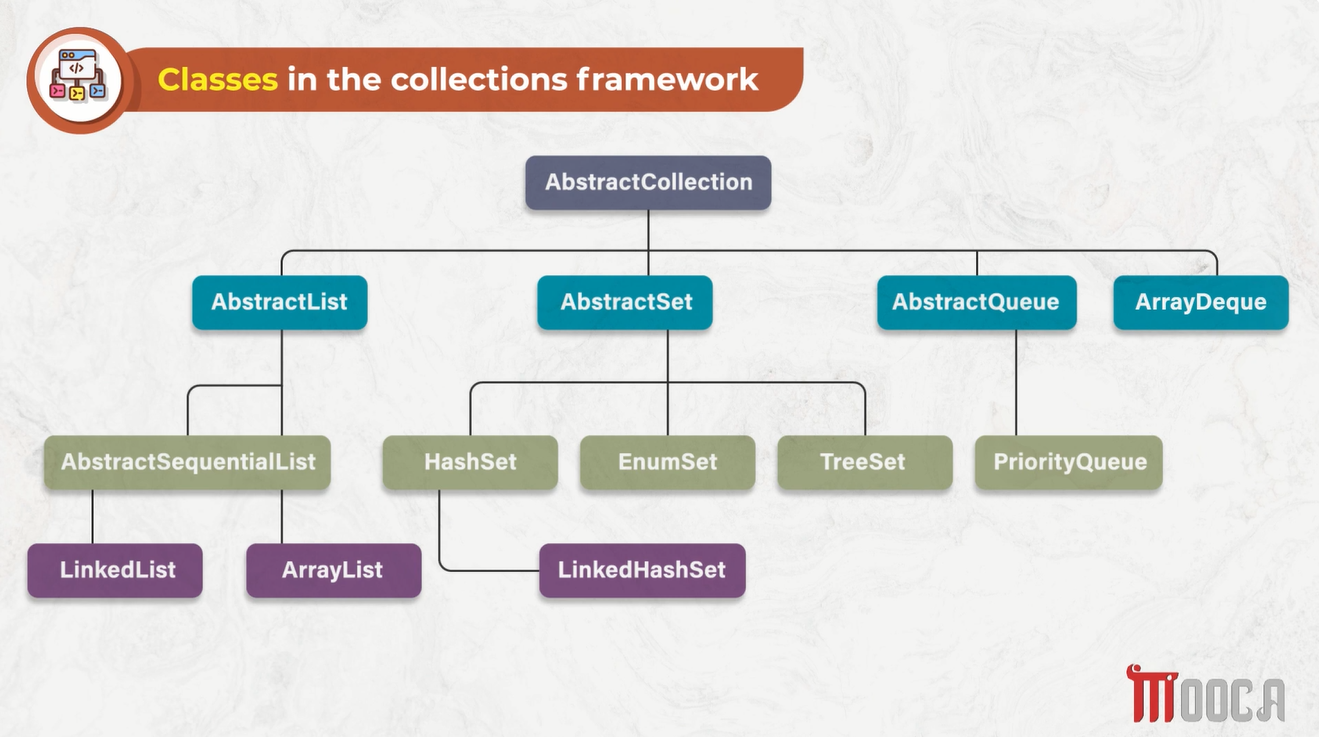 Classes in the collections framework
AbstractCollection
AbstractList
AbstractSet
AbstractQueue
ArrayDeque
AbstractSequentialList
HashSet
EnumSet
TreeSet
PriorityQueue
LinkedList
ArrayList
LinkedHashSet
MOOCA